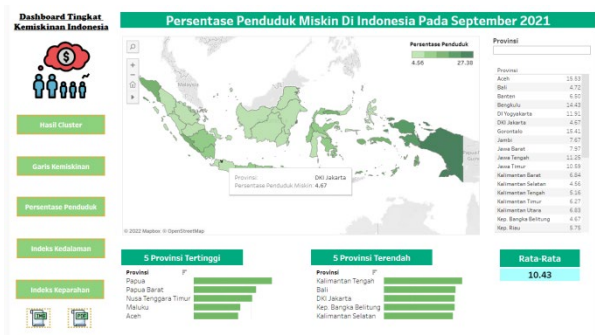 Dashboard Tingkat
Kemiskinan Indonesia
Hasil Cluster
Garis Kemiskinan
Persentase Penduduk
Indeks Kedalaman
Indeks Keparahan
Persentase Penduduk Miskin Di Indonesia Pada September 2021
Persentase Penduduk
4.56 27.38
Malaysia
Provinsi: DKI Jakarta
Persentase Penduduk Miskin: 4.67
© 2022 Mapbox © OpenStreetMap
Provinsi
Provinsi
Aceh 15.53
Bali 4.72
Banten 6.50
Bengkulu 14.43
DI Yogyakarta 11.91
DKI Jakarta 4.67
Gorontalo 15.41
Jambi 7.67
Jawa Barat 7.97
Jawa Tengah 11.25
Jawa Timur 10.59
Kalimantan Barat 6.84
Kalimantan Selatan 4.56
Kalimantan Tengah 5.16
Kalimantan Timur 6.27
Kalimantan Utara 6.83
Kep. Bangka Belitung 4.67
Kep. Riau 5.75
5 Provinsi Tertinggi
Provinsi
Papua
Papua Barat
Nusa Tenggara Timur
Maluku
Aceh
5 Provinsi Terendah
Provinsi
Kalimantan Tengah
Bali
DKI Jakarta
Kep. Bangka Belitung
Kalimantan Selatan
Rata-Rata
10.43